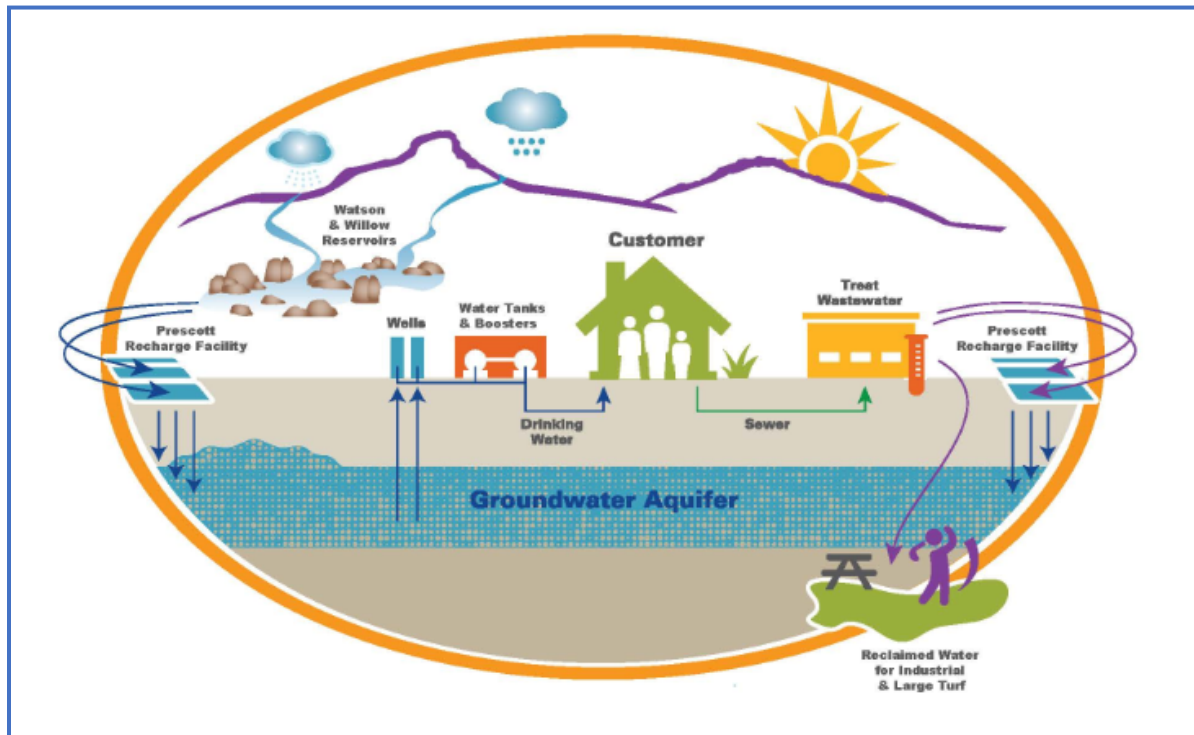 Watson
& Willow
Reservoirs
Customer
Treat
Wastewater
Water Tanks
& Boosters
Wells
Prescott
Recharge Facility
Prescott
Recharge Facility
Drinking
Water
Sewer
Groundwater Aquifer
Reclaimed Water
for Industrial
& Large Turf